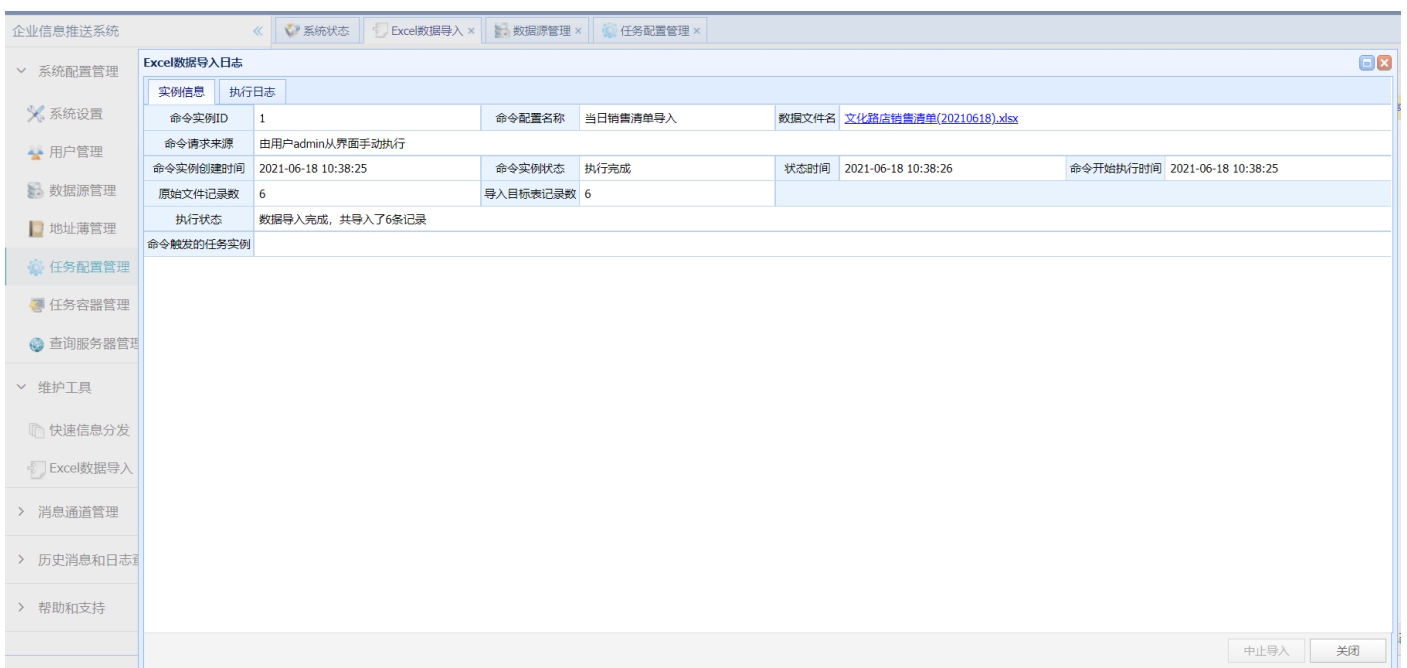 企业信息推送系统
系统状态
Excel数据导入
数据源管理
任务配置管理
系统配置管理
系统设置
用户管理
数据源管理
地址薄管理
任务配置管理
任务容器管理
查询服务器管理
维护工具
快速信息分发
Excel数据导入
消息通道管理
历史消息和日志
帮助和支持
Excel数据导入日志
实例信息 执行日志
命令实例ID 1 命令配置名称 当日销售清单导入 数据文件名 文化路店销售清单(20210618).xlsx
命令请求来源 由用户admin从界面手动执行
命令实例创建时间 2021-06-18 10:38:25 命令实例状态 执行完成 状态时间 2021-06-18 10:38:26 命令开始执行时间 2021-06-18 10:38:25
原始文件记录数 6 导入目标表记录数 6
执行状态 数据导入完成，共导入了6条记录
命令触发的任务实例
中止导入 关闭